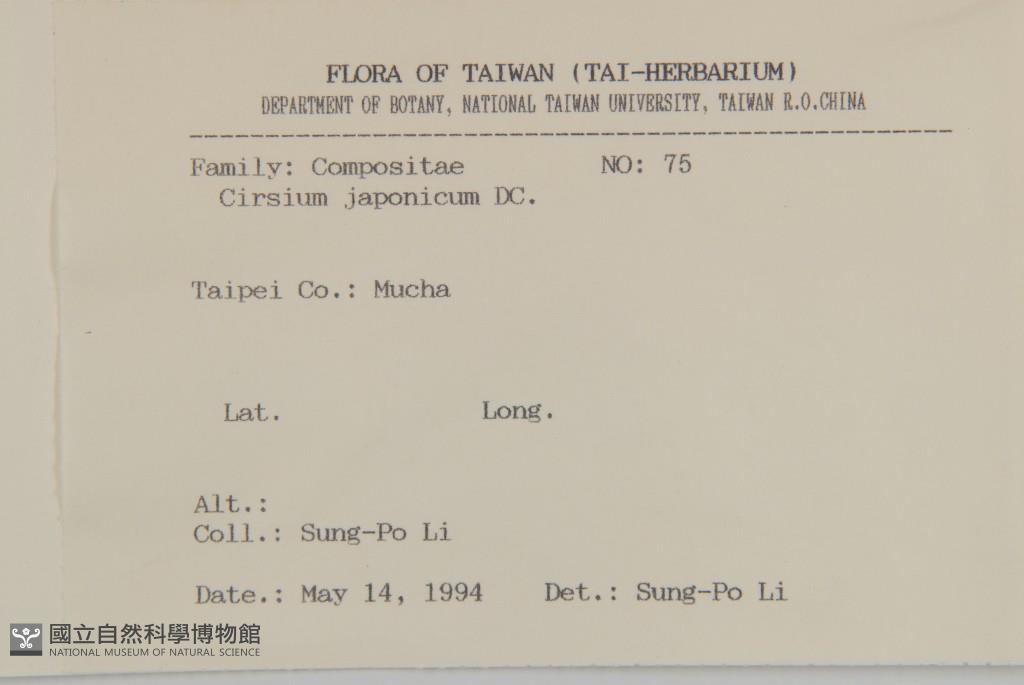 FLORA OF TAIWAN (TAI-HERBARIUM)
DEPARTMENT OF BOTANY, NATIONAL TAIWAN UNIVERSITY, TAIWAN R.O.CHINA
Family: Compositae NO: 75
Cirsium japonicum DC.
Taipei Co.: Mucha
Lat. Long.
Alt.:
Coll.: Sung-Po Li
Date.: May 14, 1994 Det.: Sung-Po Li
國立自然科學博物館
NATIONAL MUSEUM OF NATURAL SCIENCE